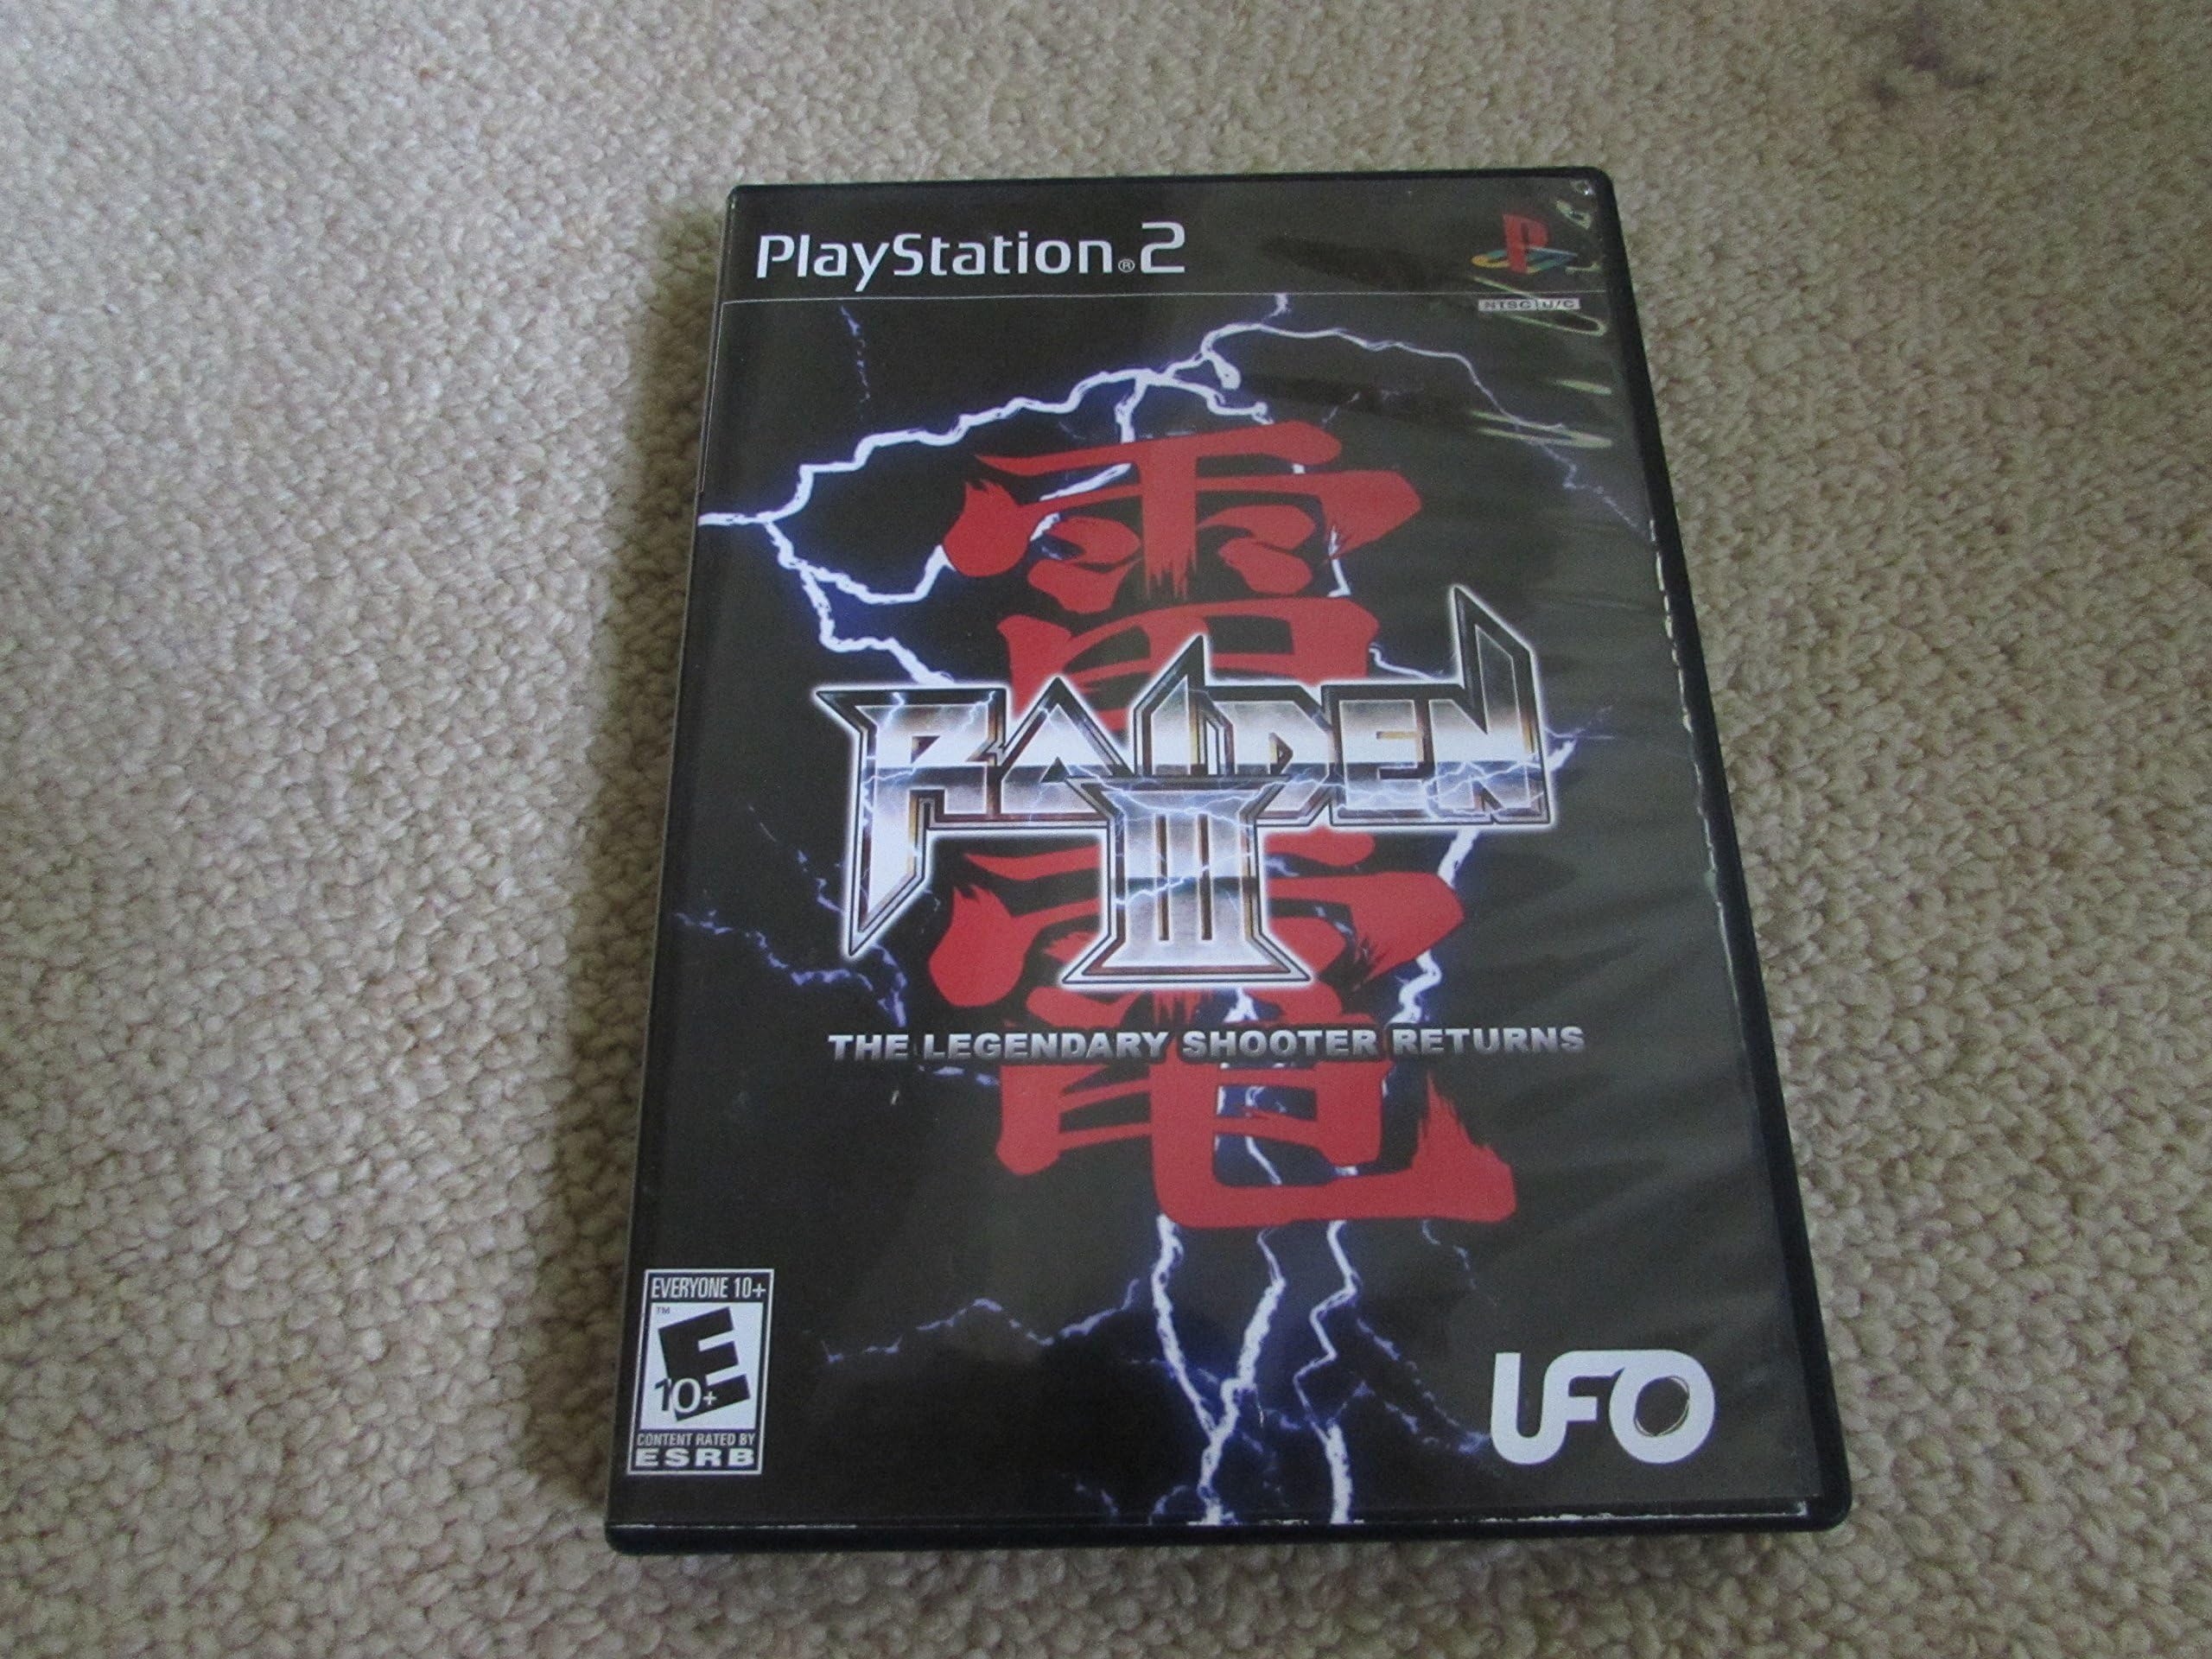 PlayStation®2
NTSC U/C
雷
RAIDEN
III
THE LEGENDARY SHOOTER RETURNS
電
EVERYONE 10+
™
E
10+
CONTENT RATED BY
ESRB
UFO